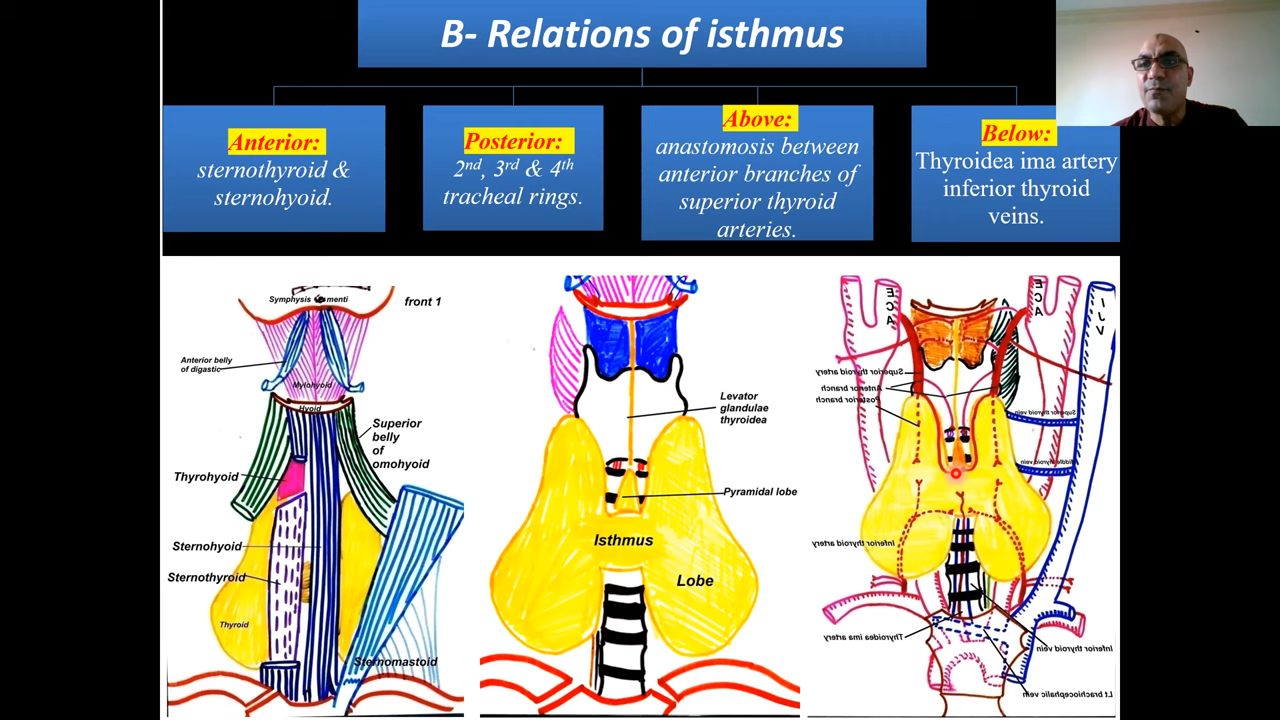 B- Relations of isthmus
Anterior:
sternothyroid &
sternohyoid.
Posterior:
2nd, 3rd & 4th
tracheal rings.
Above:
anastomosis between
anterior branches of
superior thyroid
arteries.
Below:
Thyroidea ima artery
inferior thyroid
veins.
Symphysis menti
front 1
Anterior belly
of digastic
Mylohyoid
Hyoid
Superior
belly
of
omohyoid
Thyrohyoid
Sternohyoid
Sternothyroid
Thyroid
Sternomastoid
Levator
glandulae
thyroidea
Pyramidal lobe
Isthmus
Lobe
ECA
ECA
IJV
Superior thyroid artery
Anterior
branch
Posterior branch
Superior thyroid vein
Middle thyroid vein
Inferior thyroid artery
Thyroidea ima artery
Inferior thyroid
vein
Lt brachiocephalic
vein